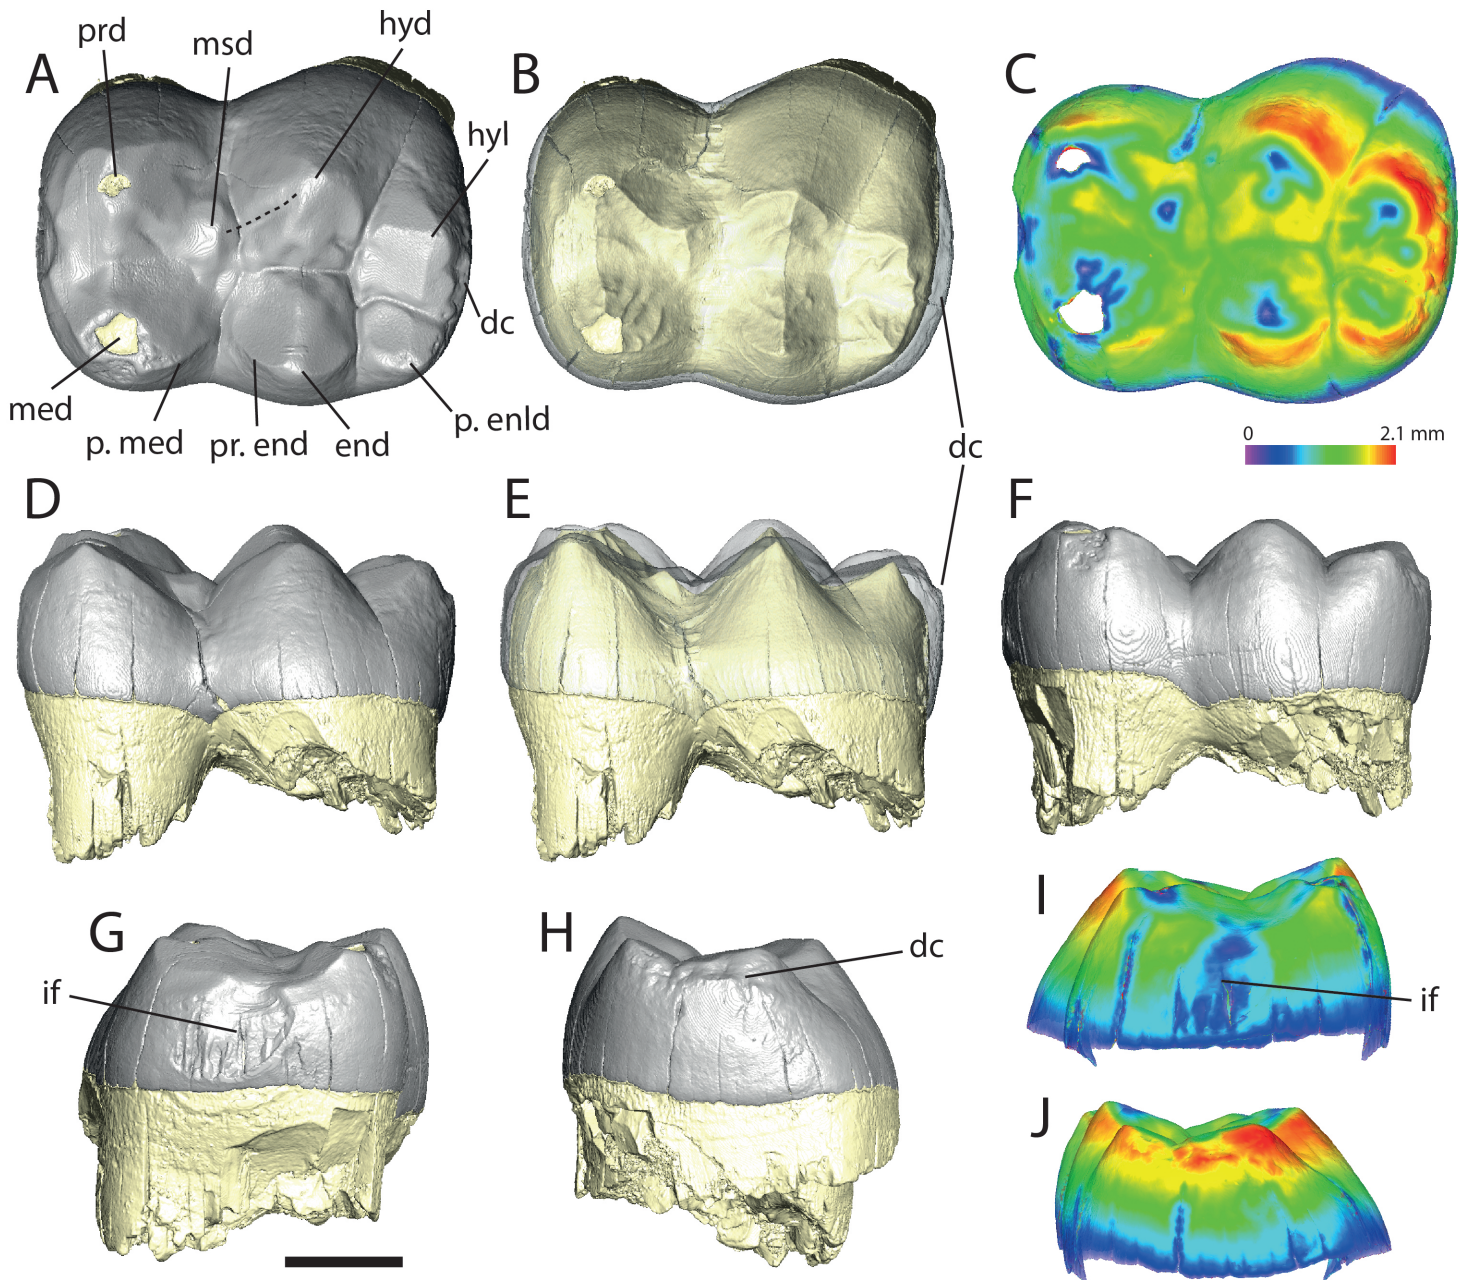 A
prd
msd
hyd
hyl
dc
med
p. med
pr. end
end
p. enld
B
dc
C
0 2.1 mm
D
E
F
G
if
H
dc
I
if
J